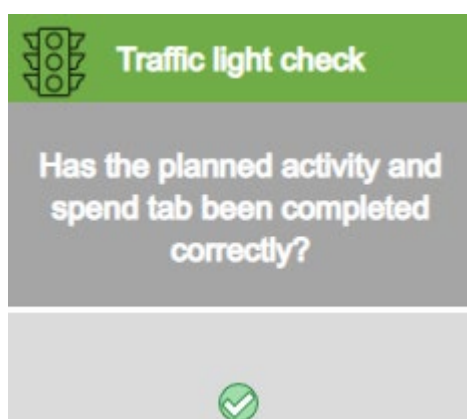 Traffic light check
Has the planned activity and
spend tab been completed
correctly?